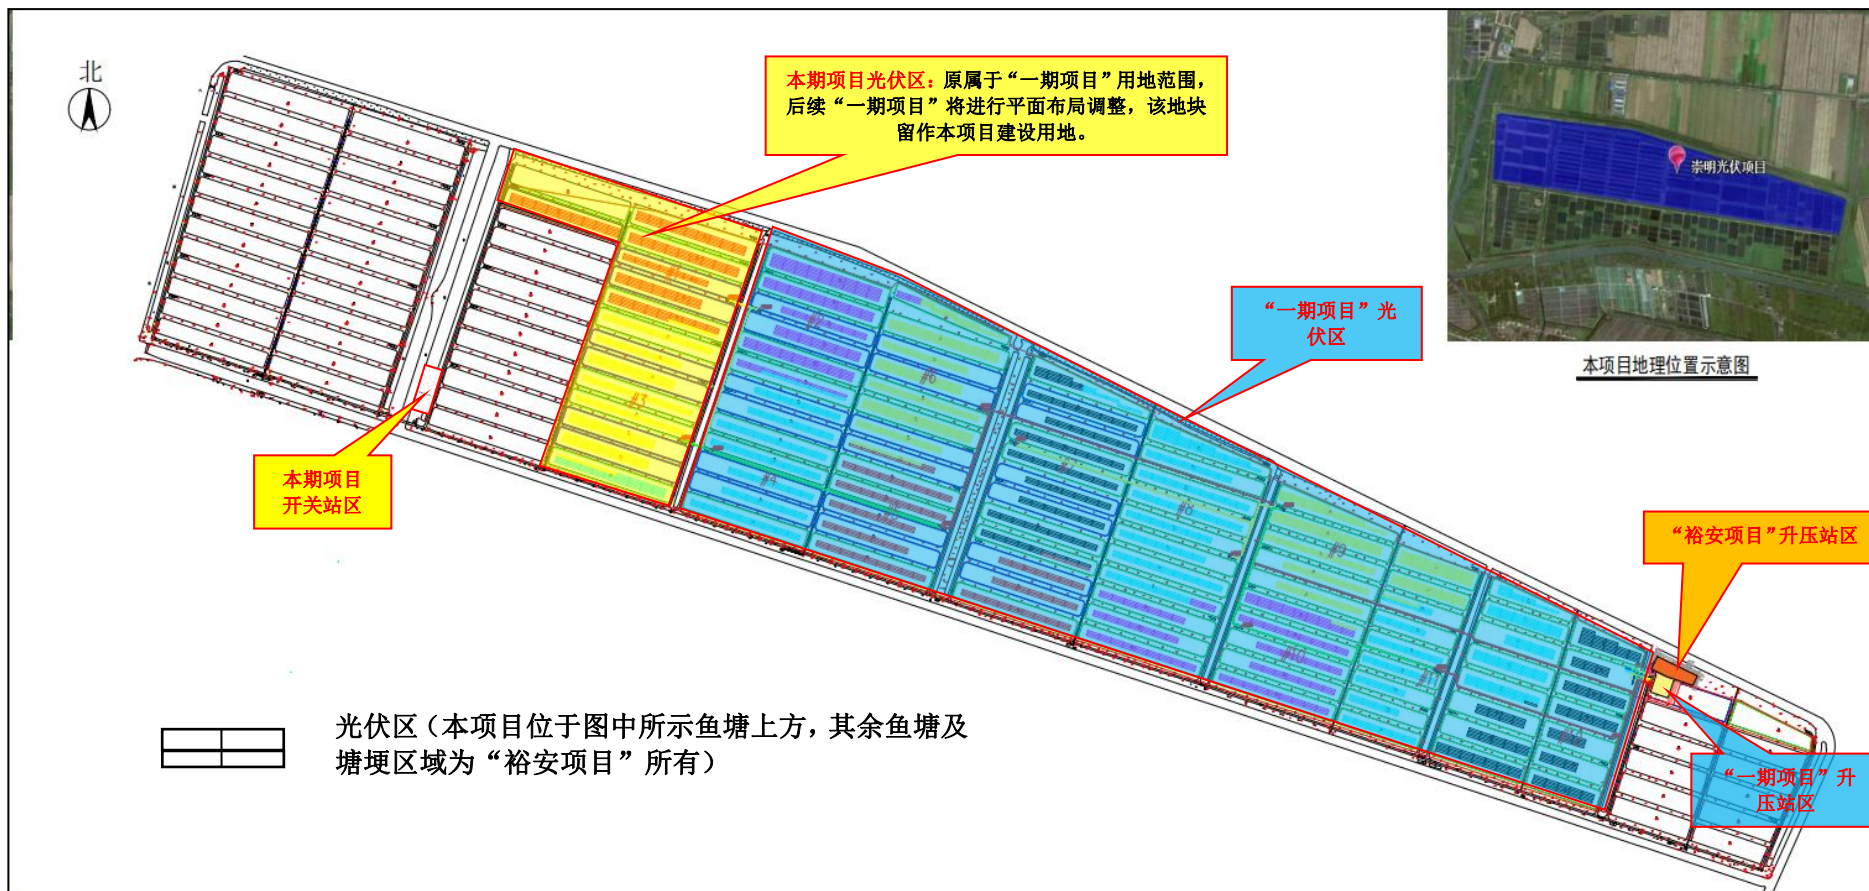 北
本期项目光伏区：原属于“一期项目”用地范围，
后续“一期项目”将进行平面布局调整，该地块
留作本项目建设用地。
崇明光伏项目
本项目地理位置示意图
“一期项目”光
伏区
本期项目
开关站区
“裕安项目”升压站区
“一期项目”升
压站区
#3
#4
#6
#8
#9
#10
光伏区（本项目位于图中所示鱼塘上方，其余鱼塘及
塘埂区域为“裕安项目”所有）